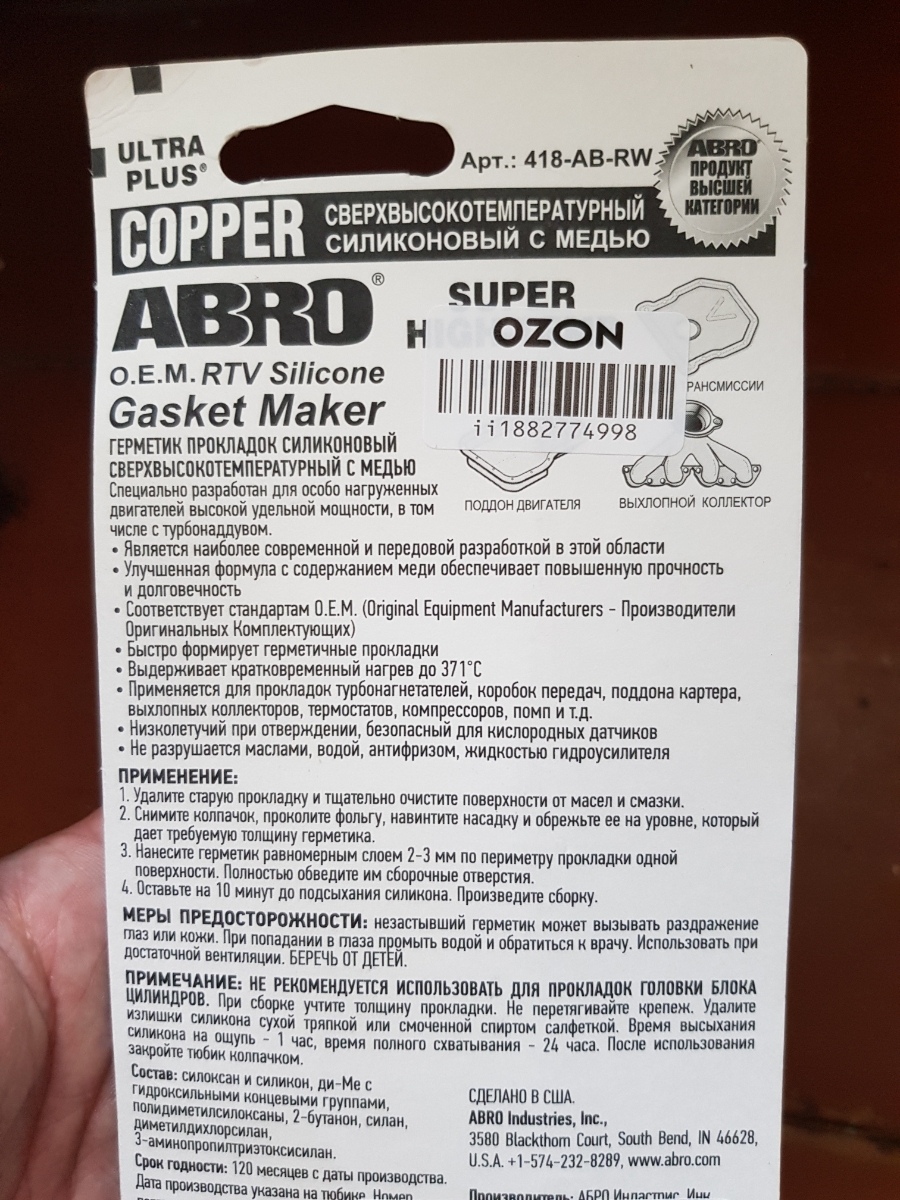 ULTRA
PLUS®
Арт.: 418-AB-RW
ABRO
ПРОДУКТ
ВЫСШЕЙ
КАТЕГОРИИ
COPPER
СВЕРХВЫСОКОТЕМПЕРАТУРНЫЙ
СИЛИКОНОВЫЙ С МЕДЬЮ
ABRO®
SUPER
OZON
O.E.M. RTV Silicone
РАНСМИССИИ
Gasket Maker
ii1882774998
ГЕРМЕТИК ПРОКЛАДОК СИЛИКОНОВЫЙ
СВЕРХВЫСОКОТЕМПЕРАТУРНЫЙ С МЕДЬЮ
Специально разработан для особо нагруженных
двигателей высокой удельной мощности, в том
числе с турбонаддувом.
ПОДДОН ДВИГАТЕЛЯ
ВЫХЛОПНОЙ КОЛЛЕКТОР
• Является наиболее современной и передовой разработкой в этой области
• Улучшенная формула с содержанием меди обеспечивает повышенную прочность
и долговечность
• Соответствует стандартам O.E.M. (Original Equipment Manufacturers - Производители
Оригинальных Комплектующих)
• Быстро формирует герметичные прокладки
• Выдерживает кратковременный нагрев до 371°С
• Применяется для прокладок турбонагнетателей, коробок передач, поддона картера,
выхлопных коллекторов, термостатов, компрессоров, помп и т.д.
• Низколетучий при отверждении, безопасный для кислородных датчиков
• Не разрушается маслами, водой, антифризом, жидкостью гидроусилителя
ПРИМЕНЕНИЕ:
1. Удалите старую прокладку и тщательно очистите поверхности от масел и смазки.
2. Снимите колпачок, проколите фольгу, навинтите насадку и обрежьте ее на уровне, который
дает требуемую толщину герметика.
3. Нанесите герметик равномерным слоем 2-3 мм по периметру прокладки одной
поверхности. Полностью обведите им сборочные отверстия.
4. Оставьте на 10 минут до подсыхания силикона. Произведите сборку.
МЕРЫ ПРЕДОСТОРОЖНОСТИ: незастывший герметик может вызывать раздражение
глаз или кожи. При попадании в глаза промыть водой и обратиться к врачу. Использовать при
достаточной вентиляции. БЕРЕЧЬ ОТ ДЕТЕЙ.
ПРИМЕЧАНИЕ: НЕ РЕКОМЕНДУЕТСЯ ИСПОЛЬЗОВАТЬ ДЛЯ ПРОКЛАДОК ГОЛОВКИ БЛОКА
ЦИЛИНДРОВ. При сборке учтите толщину прокладки. Не перетягивайте крепеж. Удалите
излишки силикона сухой тряпкой или смоченной спиртом салфеткой. Время высыхания
силикона на ощупь - 1 час, время полного схватывания - 24 часа. После использования
закройте тюбик колпачком.
Состав: силоксан и силикон, ди-Ме с
гидроксильными концевыми группами,
полидиметилсилоксаны, 2-бутанон, силан,
диметилдихлорсилан,
3-аминопропилтриэтоксисилан.
Срок годности: 120 месяцев с даты производства.
Дата производства указана на тюбике. Номер
СДЕЛАНО В США.
ABRO Industries, Inc.,
3580 Blackthorn Court, South Bend, IN 46628,
U.S.A. +1-574-232-8289, www.abro.com
Производитель: АБРО Индастрис, Инк